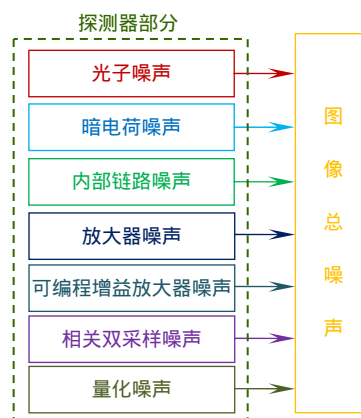 探测器部分
光子噪声
暗电荷噪声
内部链路噪声
放大器噪声
可编程增益放大器噪声
相关双采样噪声
量化噪声
图
像
总
噪
声